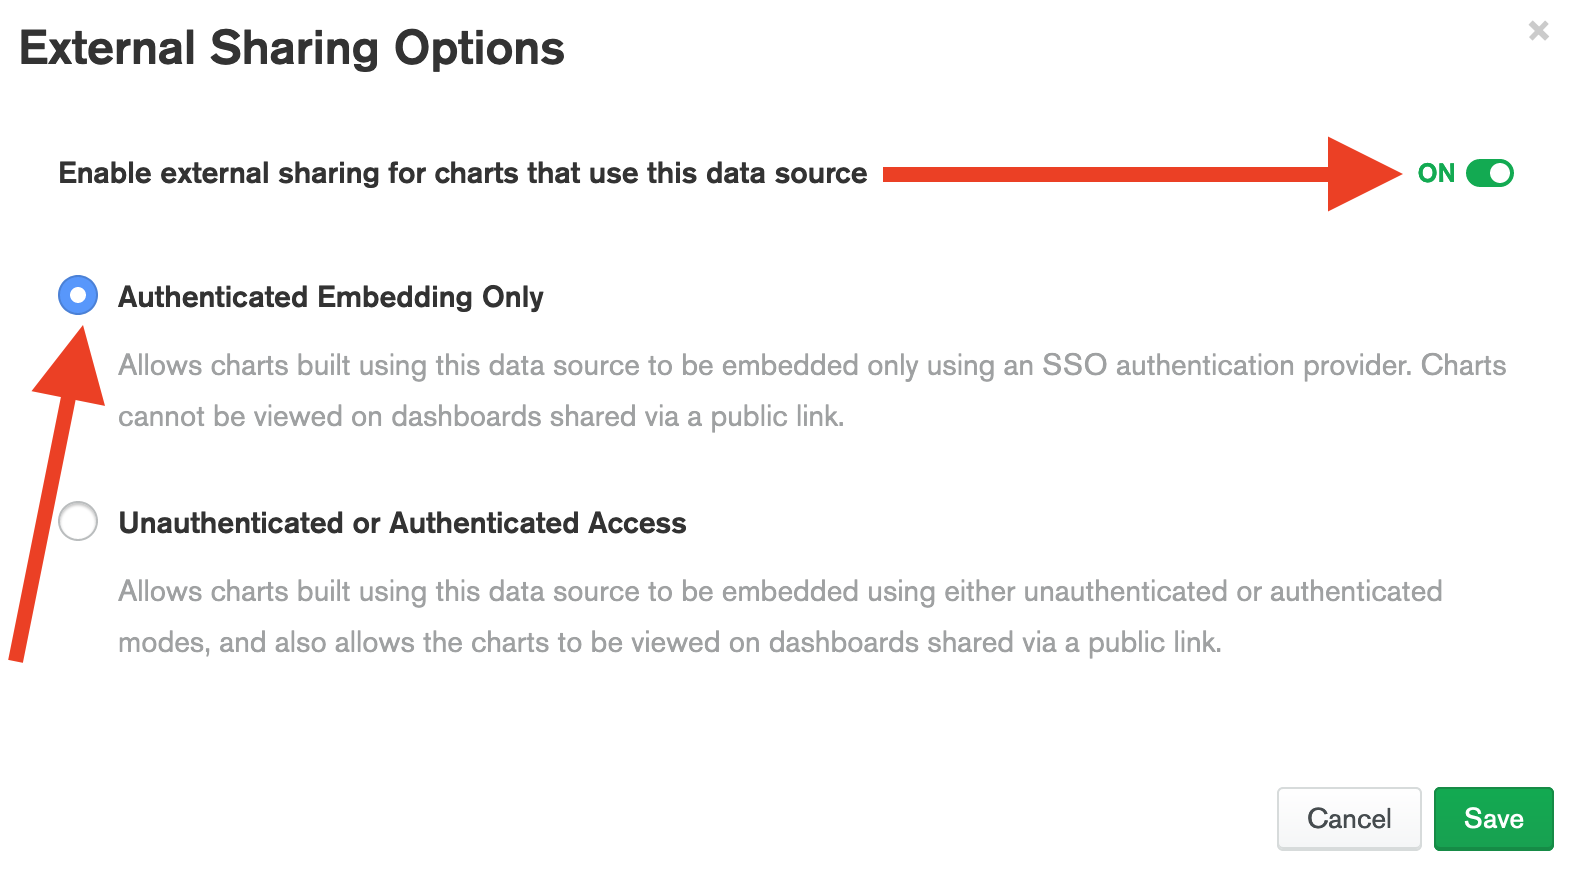 External Sharing Options
Enable external sharing for charts that use this data source
ON
Authenticated Embedding Only
Allows charts built using this data source to be embedded only using an SSO authentication provider. Charts
cannot be viewed on dashboards shared via a public link.
Unauthenticated or Authenticated Access
Allows charts built using this data source to be embedded using either unauthenticated or authenticated
modes, and also allows the charts to be viewed on dashboards shared via a public link.
Cancel
Save